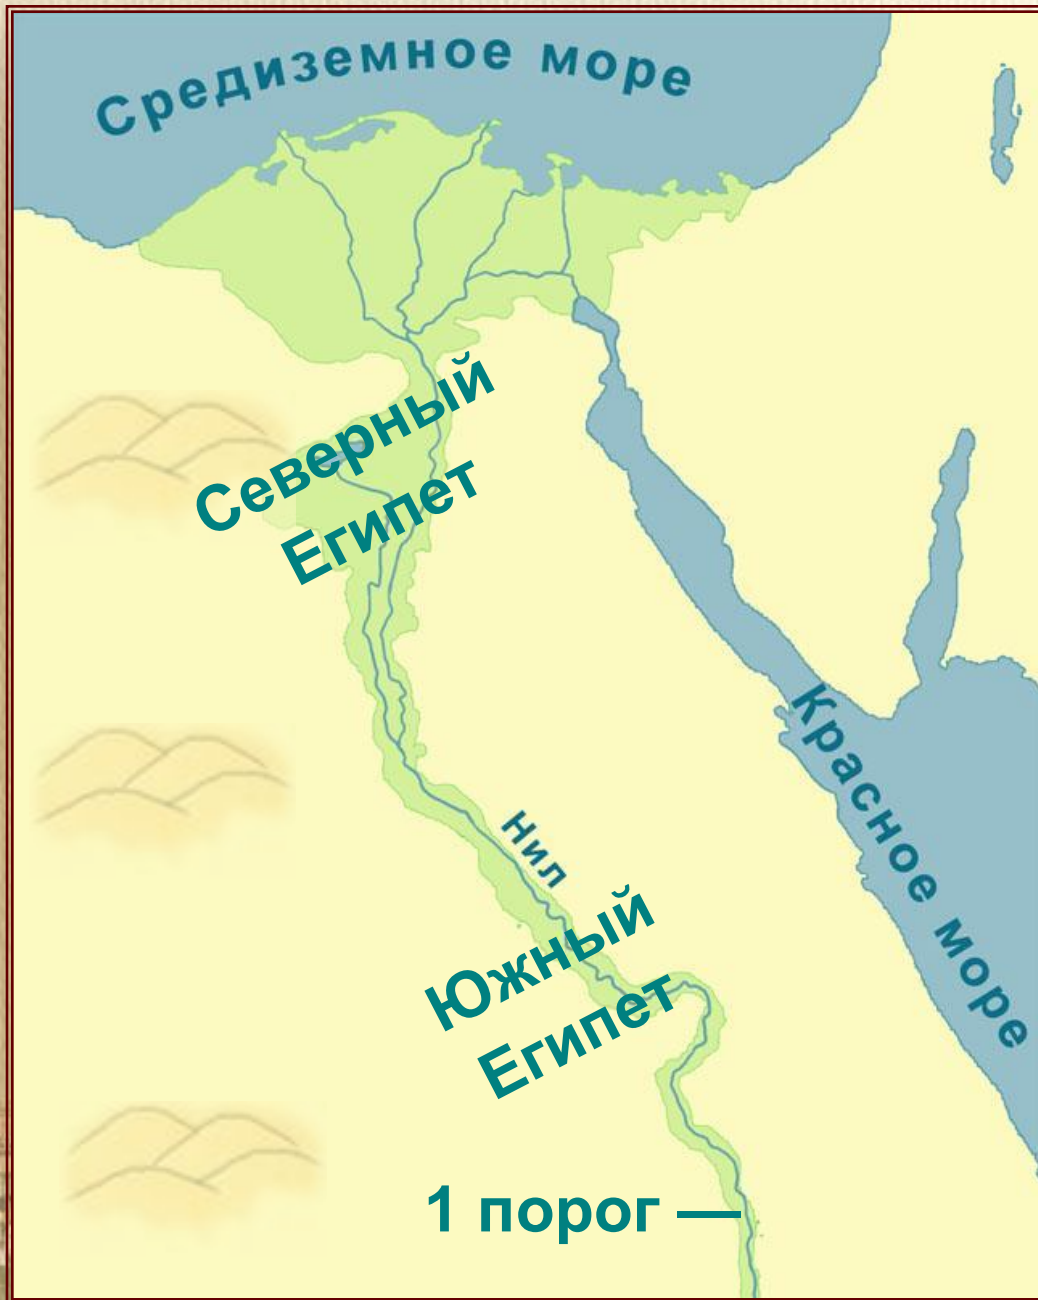 Средиземное море
Северный
Египет
Красное море
Нил
Южный
Египет
1 порог